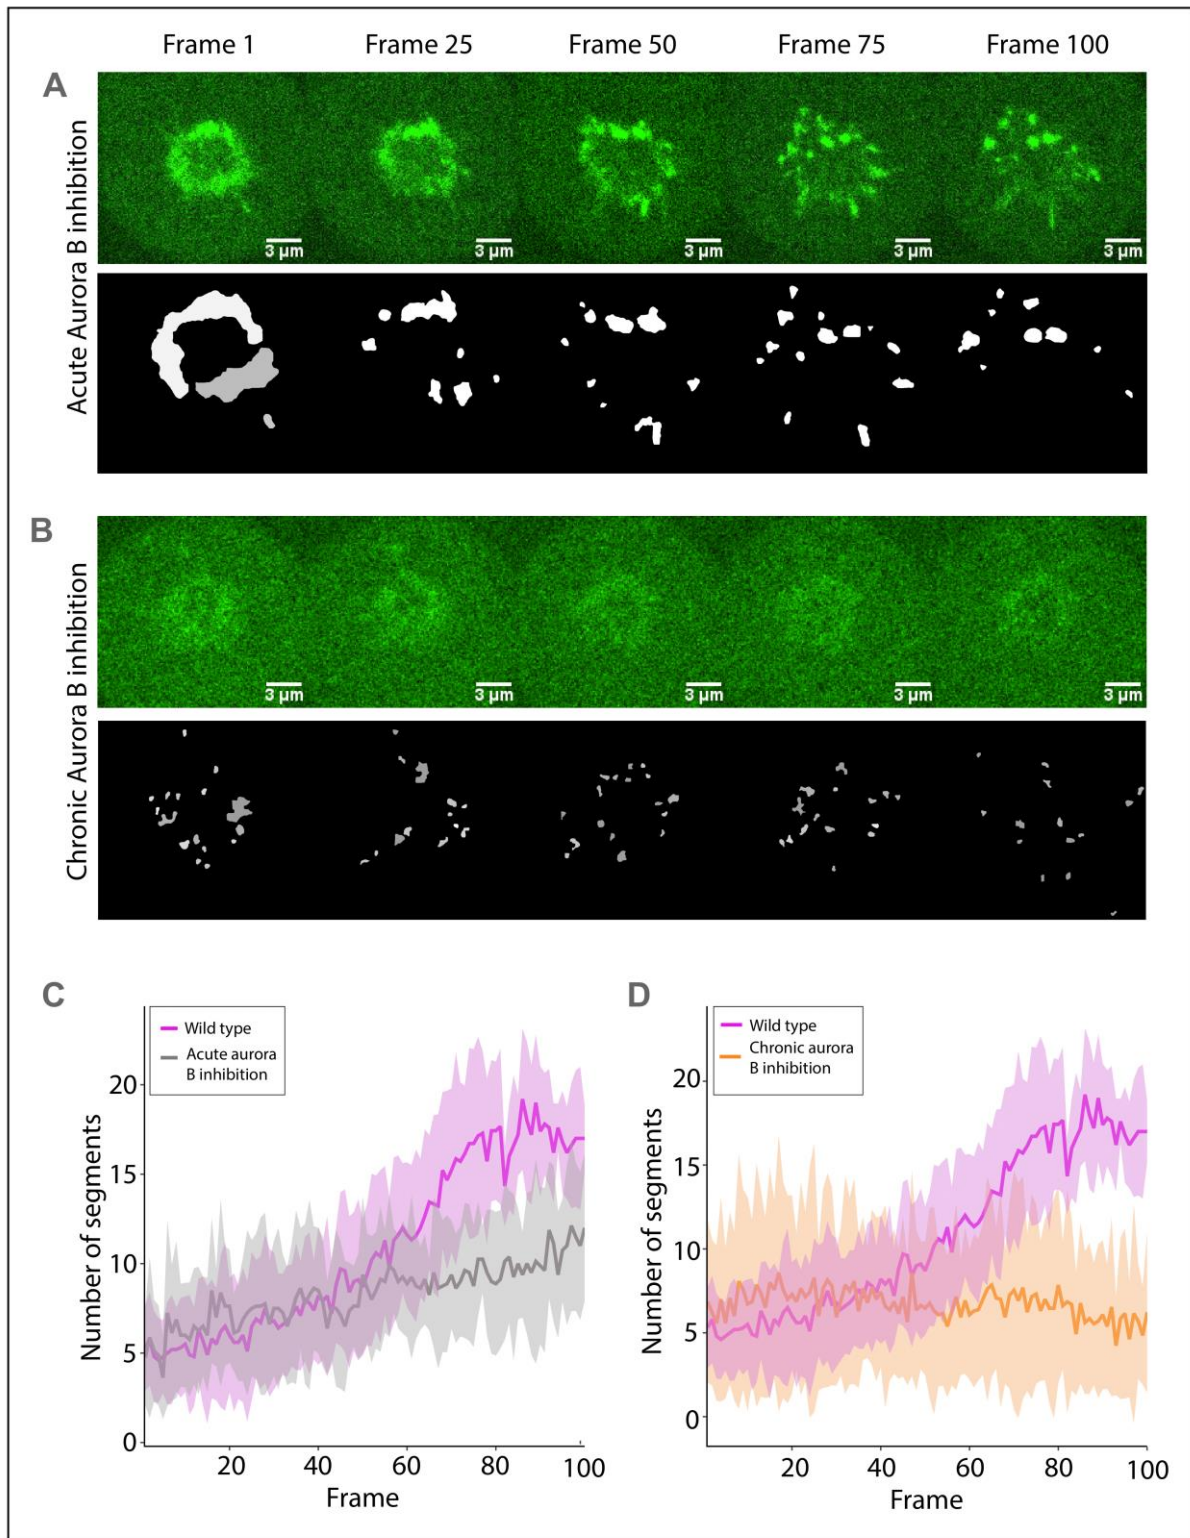 Frame 1 Frame 25 Frame 50 Frame 75 Frame 100
A
Acute Aurora B inhibition
3 µm 3 µm 3 µm 3 µm 3 µm
B
Chronic Aurora B inhibition
3 µm 3 µm 3 µm 3 µm 3 µm
C
Wild type
Acute aurora
B inhibition
Number of segments
20
15
10
5
0
20 40 60 80 100
Frame
D
Wild type
Chronic aurora
B inhibition
Number of segments
20
15
10
5
0
20 40 60 80 100
Frame